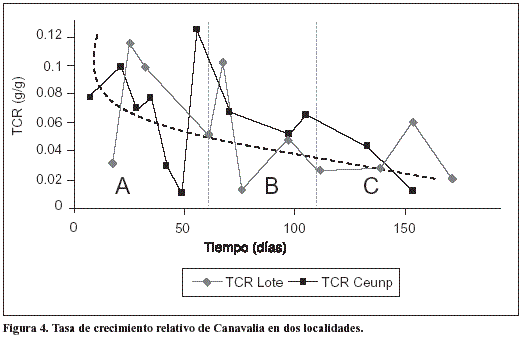 0.12
0.1
0.08
0.06
0.04
0.02
0
TCR (g/g)
A
B
C
0
50
100
150
Tiempo (días)
TCR Lote
TCR Ceunp
Figura 4. Tasa de crecimiento relativo de Canavalia en dos localidades.